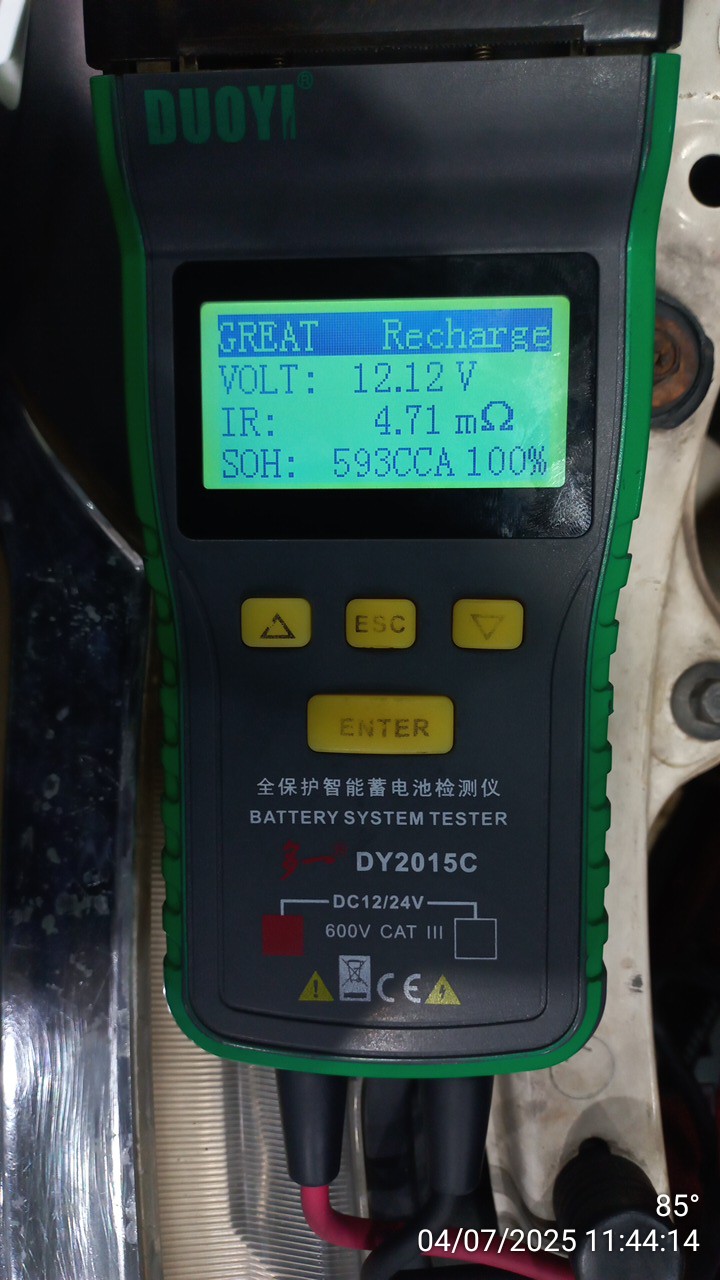 DUOYI®
GREAT Recharge
VOLT: 12.12 V
IR: 4.71 mΩ
SOH: 593CCA 100%
ESC
ENTER
全保护智能蓄电池检测仪
BATTERY SYSTEM TESTER
DY2015C
DC12/24V
600V CAT III
CE
85°
04/07/2025 11:44:14